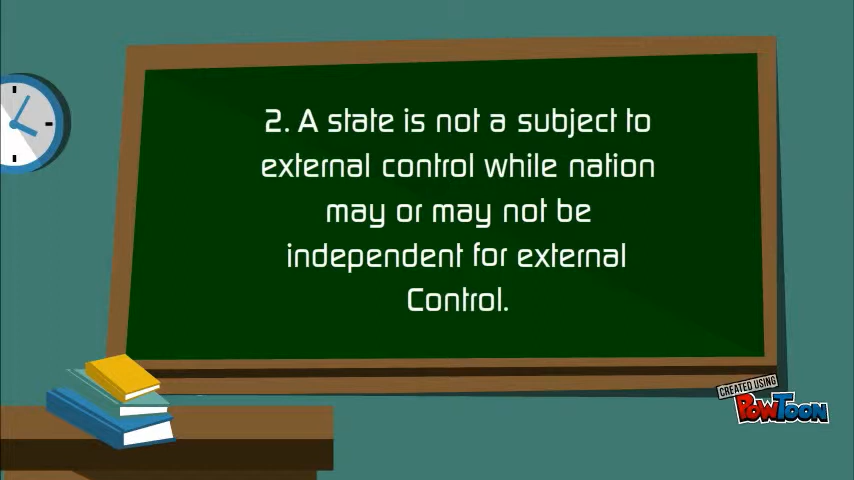 2. A state is not a subject to
external control while nation
may or may not be
independent for external
Control.
CREATED USING
POWTOON